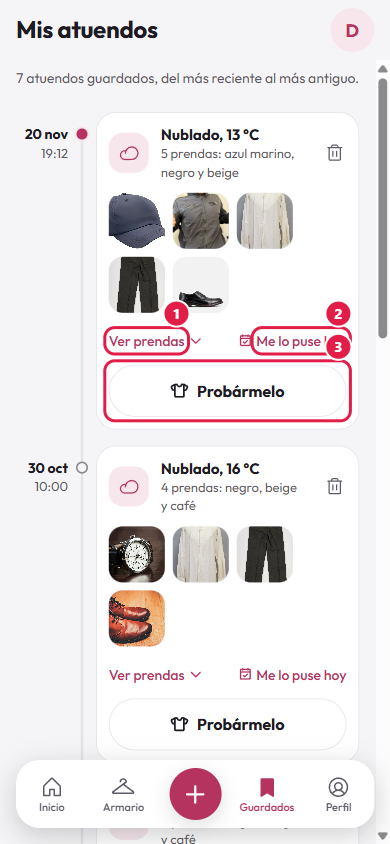 Mis atuendos
D
7 atuendos guardados, del más reciente al más antiguo.
20 nov
19:12
Nublado, 13 °C
5 prendas: azul marino,
negro y beige
1
2
Ver prendas
Me lo puse
3
Probármelo
30 oct
10:00
Nublado, 16 °C
4 prendas: negro, beige
y café
Ver prendas
Me lo puse hoy
Probármelo
Inicio
Armario
Guardados
Perfil
y café